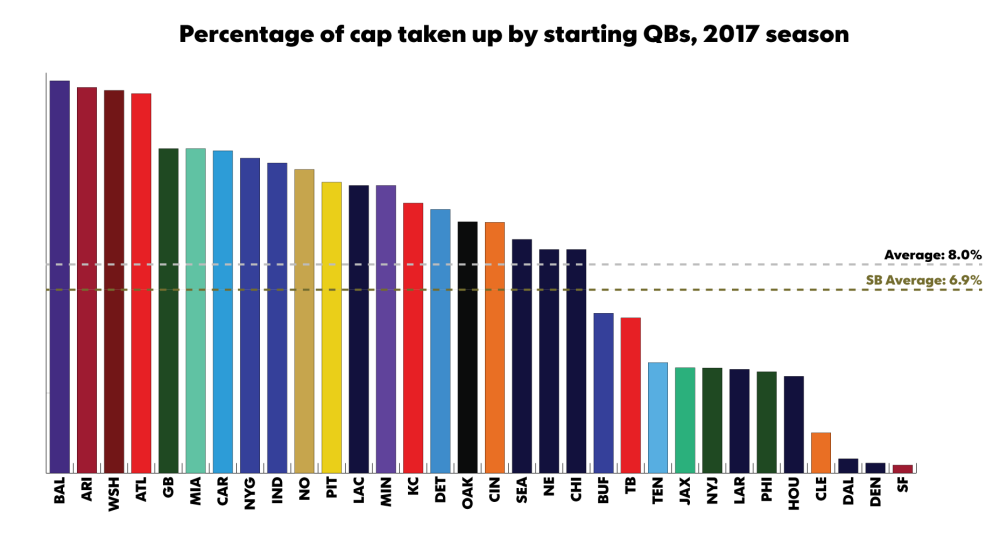 Percentage of cap taken up by starting QBs, 2017 season
Average: 8.0%
SB Average: 6.9%
BAL
ARI
WSH
ATL
GB
MIA
CAR
NYG
IND
NO
PIT
LAC
MIN
KC
DET
OAK
CIN
SEA
NE
CHI
BUF
TB
TEN
JAX
NYJ
LAR
PHI
HOU
CLE
DAL
DEN
SF